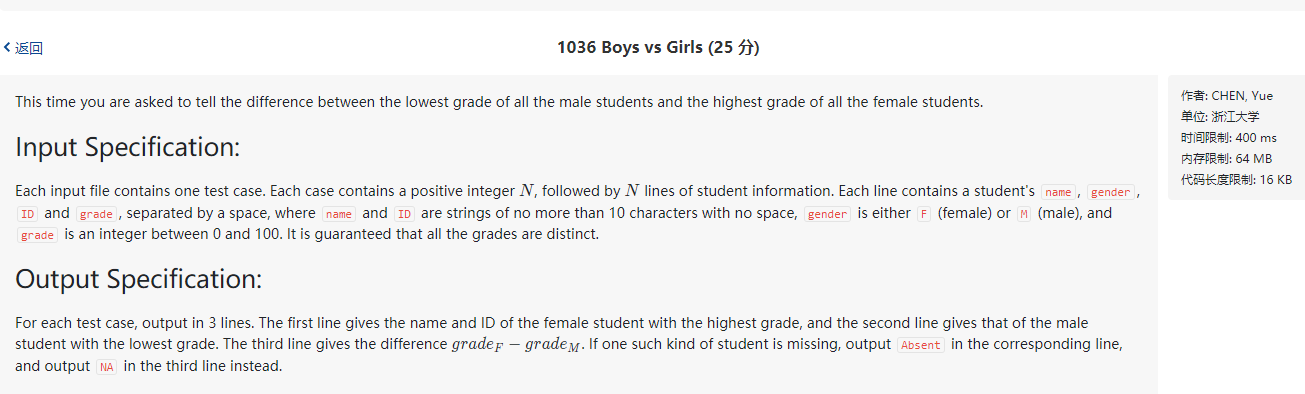 返回
1036 Boys vs Girls (25 分)
This time you are asked to tell the difference between the lowest grade of all the male students and the highest grade of all the female students.
作者: CHEN, Yue
单位: 浙江大学
时间限制: 400 ms
内存限制: 64 MB
代码长度限制: 16 KB
Input Specification:
Each input file contains one test case. Each case contains a positive integer N, followed by N lines of student information. Each line contains a student's name, gender,
ID and grade, separated by a space, where name and ID are strings of no more than 10 characters with no space, gender is either F (female) or M (male), and
grade is an integer between 0 and 100. It is guaranteed that all the grades are distinct.
Output Specification:
For each test case, output in 3 lines. The first line gives the name and ID of the female student with the highest grade, and the second line gives that of the male
student with the lowest grade. The third line gives the difference grade_F − grade_M. If one such kind of student is missing, output Absent in the corresponding line,
and output NA in the third line instead.